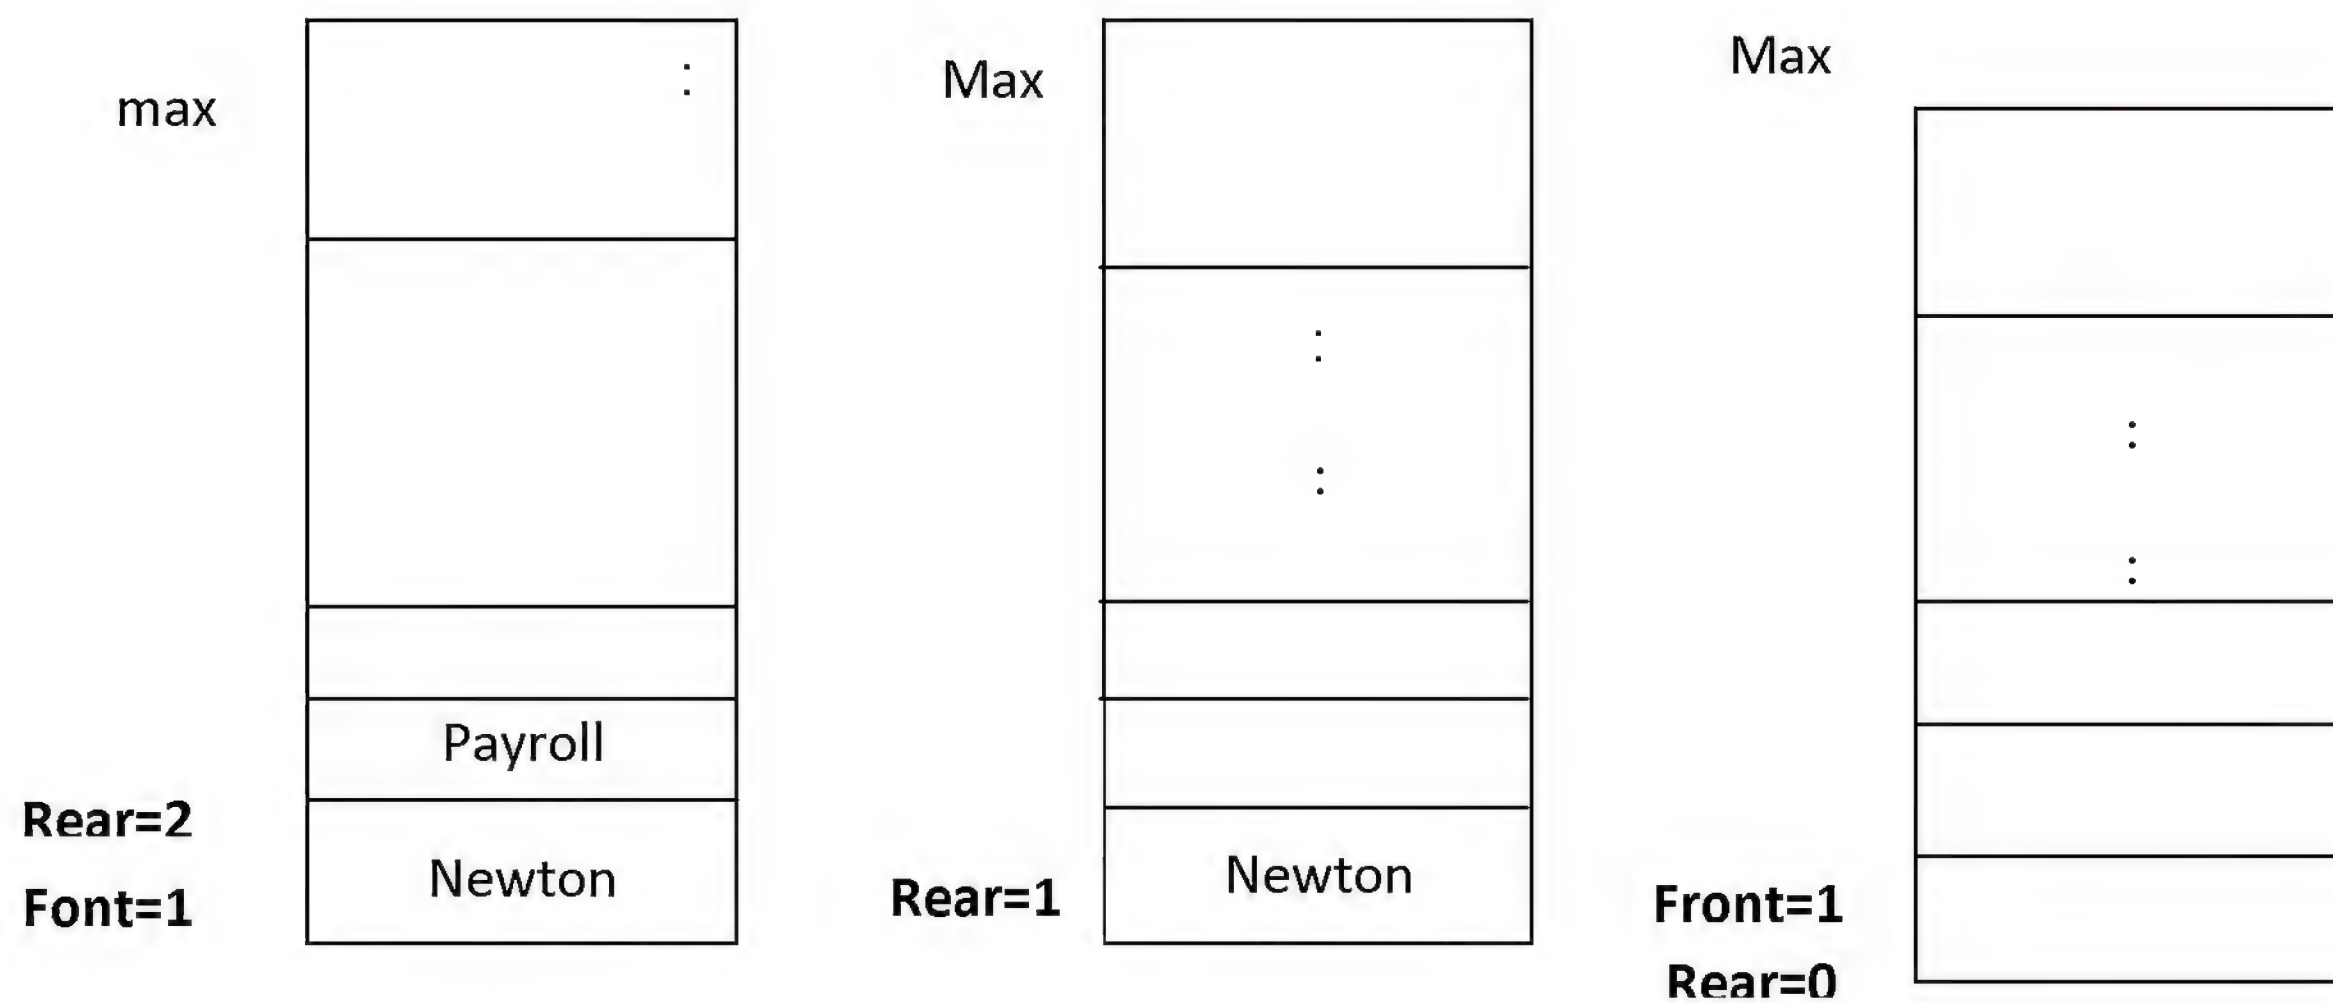 max
Payroll
Rear=2
Newton
Font=1
Max
Newton
Rear=1
Max
Front=1
Rear=0